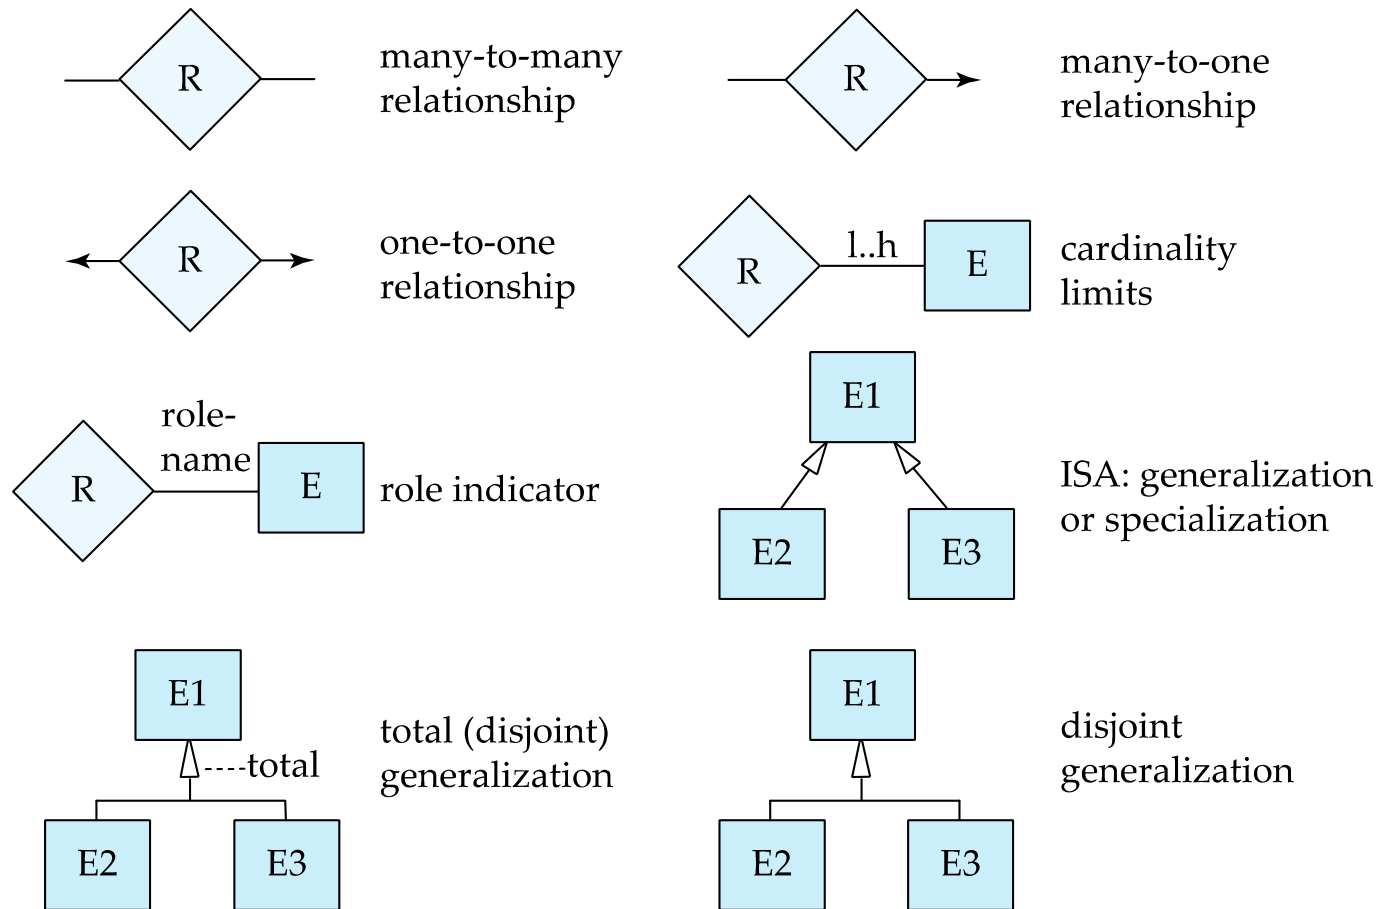 R
many-to-many
relationship
R
many-to-one
relationship
R
one-to-one
relationship
R
l..h
E
cardinality
limits
R
role-
name
E
role indicator
E1
E2
E3
ISA: generalization
or specialization
E1
----total
E2
E3
total (disjoint)
generalization
E1
E2
E3
disjoint
generalization